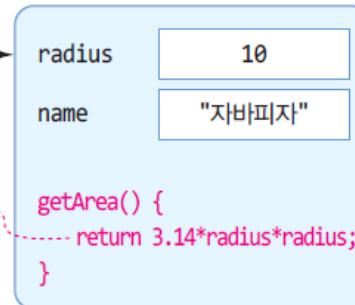 radius 10
name "자바피자"
getArea() {
return 3.14*radius*radius;
}